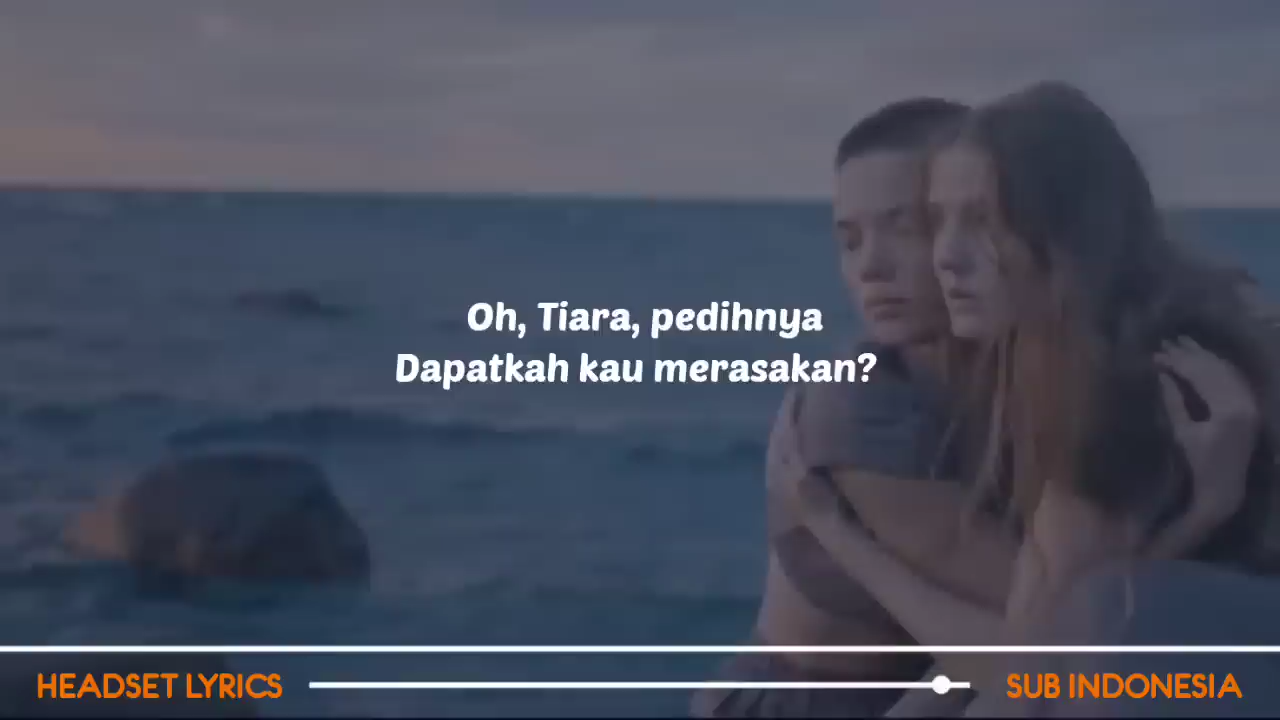 Oh, Tiara, pedihnya
Dapatkah kau merasakan?
HEADSET LYRICS
SUB INDONESIA